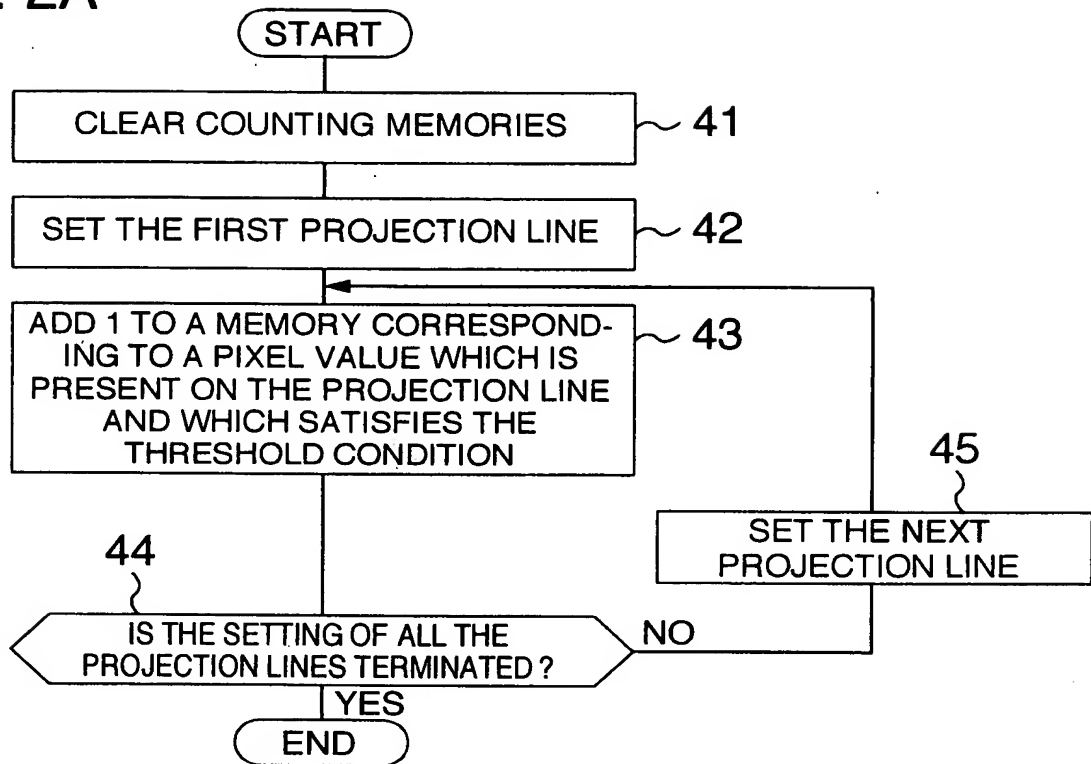 2A
START
CLEAR COUNTING MEMORIES
41
SET THE FIRST PROJECTION LINE
42
ADD 1 TO A MEMORY CORRESPOND-
ING TO A PIXEL VALUE WHICH IS
PRESENT ON THE PROJECTION LINE
AND WHICH SATISFIES THE
THRESHOLD CONDITION
43
45
SET THE NEXT
PROJECTION LINE
44
IS THE SETTING OF ALL THE
PROJECTION LINES TERMINATED ?
NO
YES
END